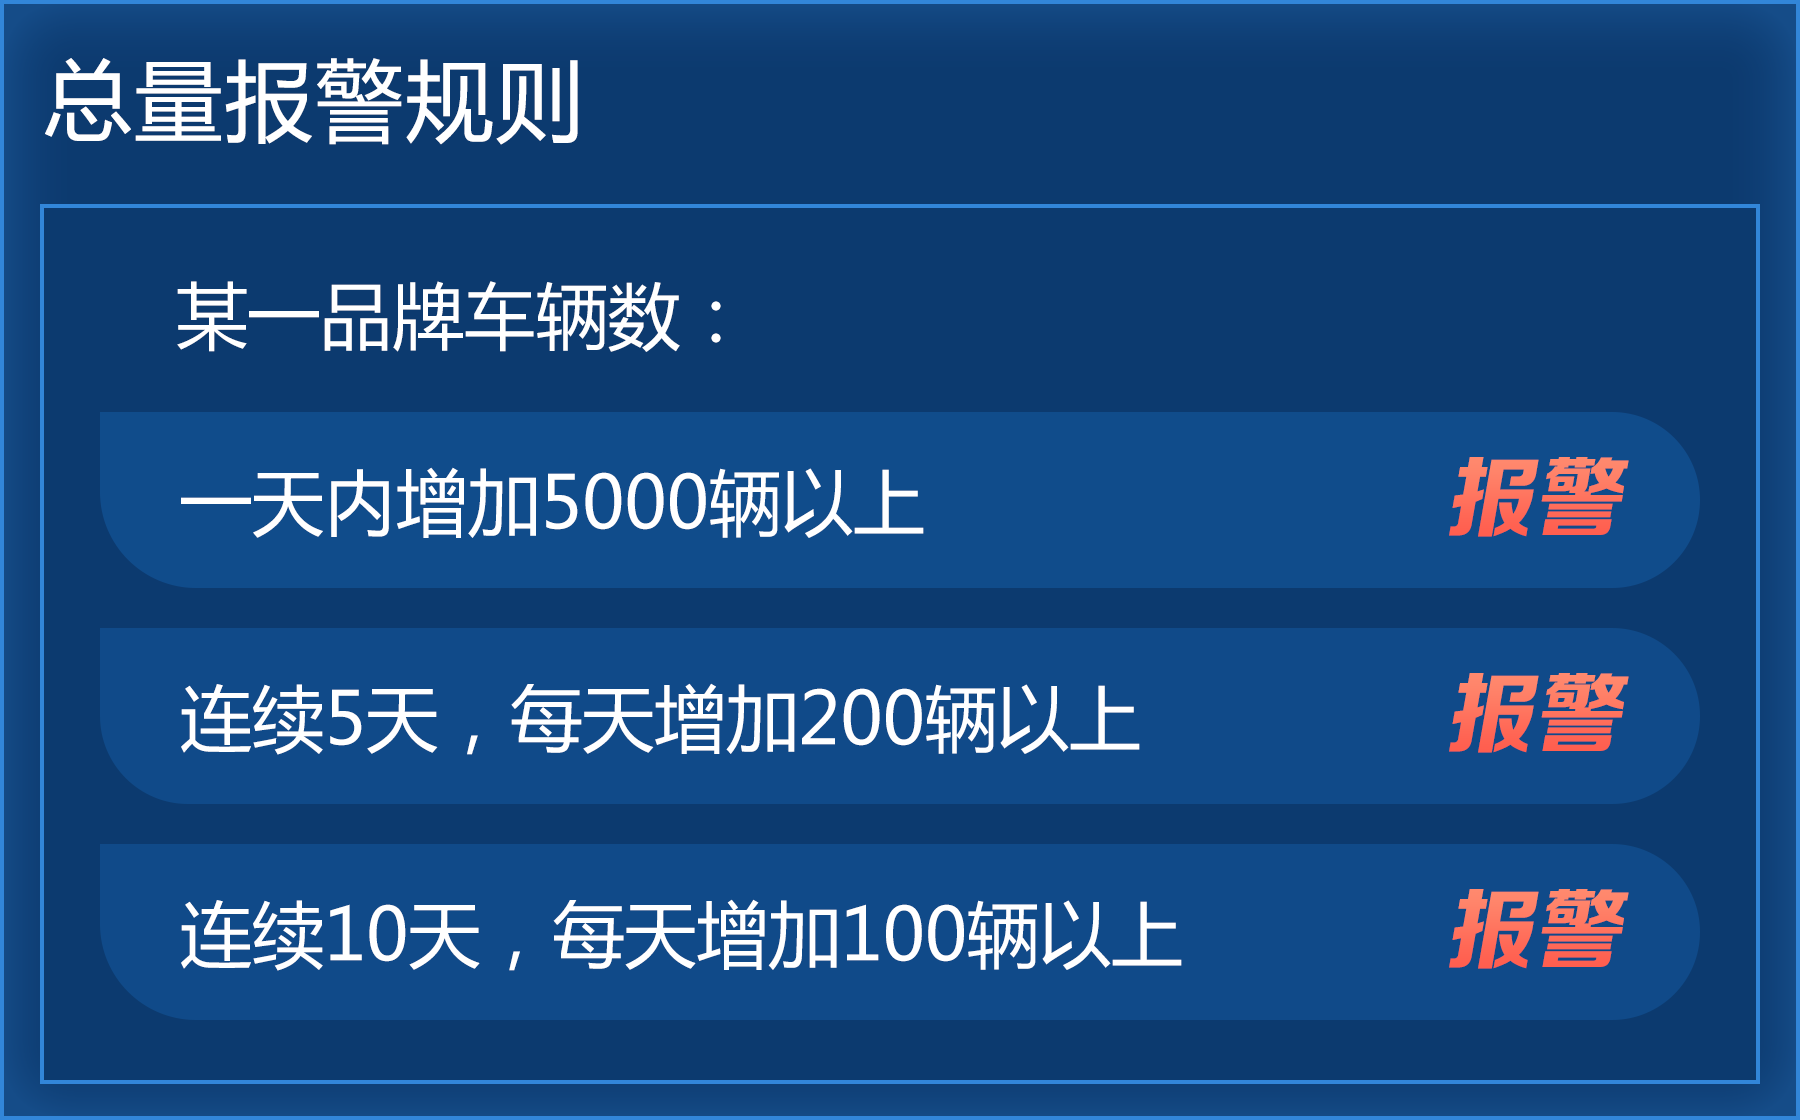 总量报警规则
某一品牌车辆数：
一天内增加5000辆以上 报警
连续5天，每天增加200辆以上 报警
连续10天，每天增加100辆以上 报警